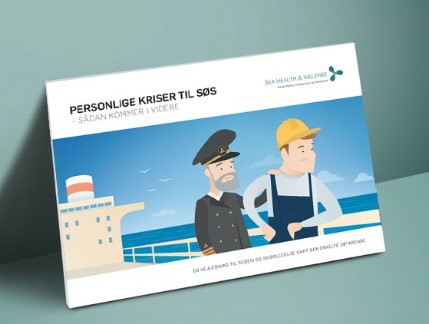 PERSONLIGE KRISER TIL SØS
- SÅDAN KOMMER I VIDERE
SEA HEALTH & WELFARE
EN VEJLEDNING TIL REDERI OG SKIBSLEDELSE SAMT DEN ENKELTE SØFARENDE